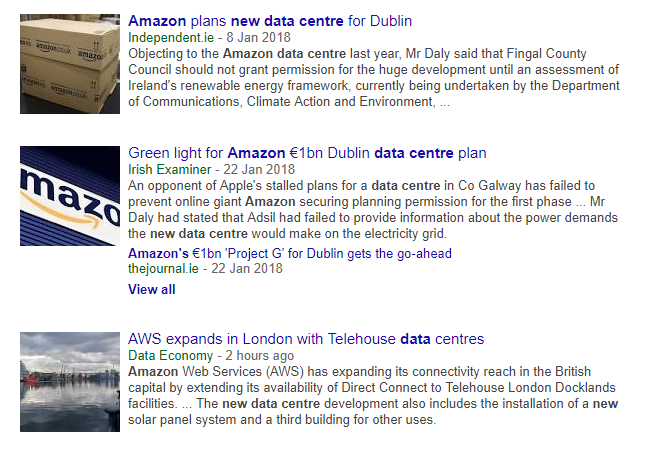 Amazon plans new data centre for Dublin
Independent.ie - 8 Jan 2018
Objecting to the Amazon data centre last year, Mr Daly said that Fingal County
Council should not grant permission for the huge development until an assessment of
Ireland's renewable energy framework, currently being undertaken by the Department
of Communications, Climate Action and Environment, ...
Green light for Amazon €1bn Dublin data centre plan
Irish Examiner - 22 Jan 2018
mazo
An opponent of Apple's stalled plans for a data centre in Co Galway has failed to
prevent online giant Amazon securing planning permission for the first phase ... Mr
Daly had stated that Adsil had failed to provide information about the power demands
the new data centre would make on the electricity grid.
Amazon's €1bn 'Project G' for Dublin gets the go-ahead
thejournal.ie - 22 Jan 2018
View all
AWS expands in London with Telehouse data centres
Data Economy - 2 hours ago
Amazon Web Services (AWS) has expanding its connectivity reach in the British
capital by extending its availability of Direct Connect to Telehouse London Docklands
facilities. ... The new data centre development also includes the installation of a new
solar panel system and a third building for other uses.